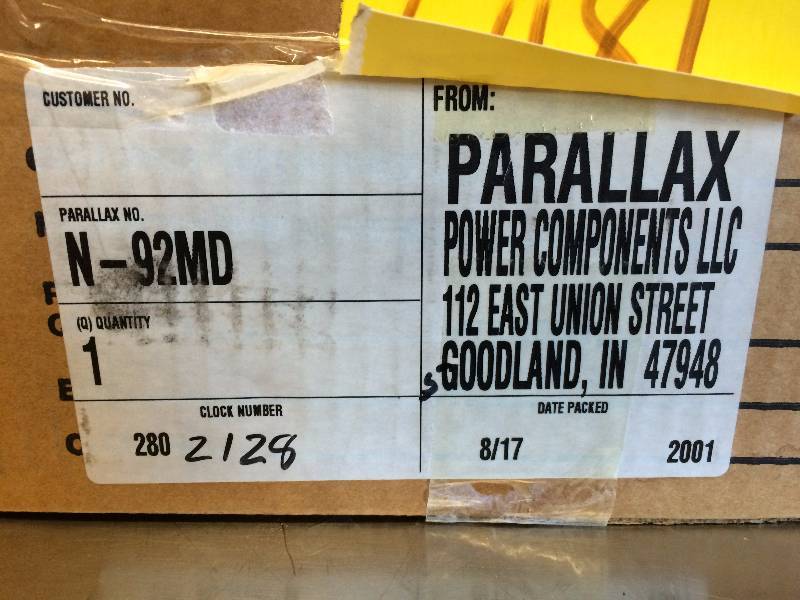 CUSTOMER NO.
PARALLAX NO.
N-92MD
(Q) QUANTITY
1
CLOCK NUMBER
280 2128
FROM:
PARALLAX
POWER COMPONENTS LLC
112 EAST UNION STREET
GOODLAND, IN 47948
DATE PACKED
8/17 2001